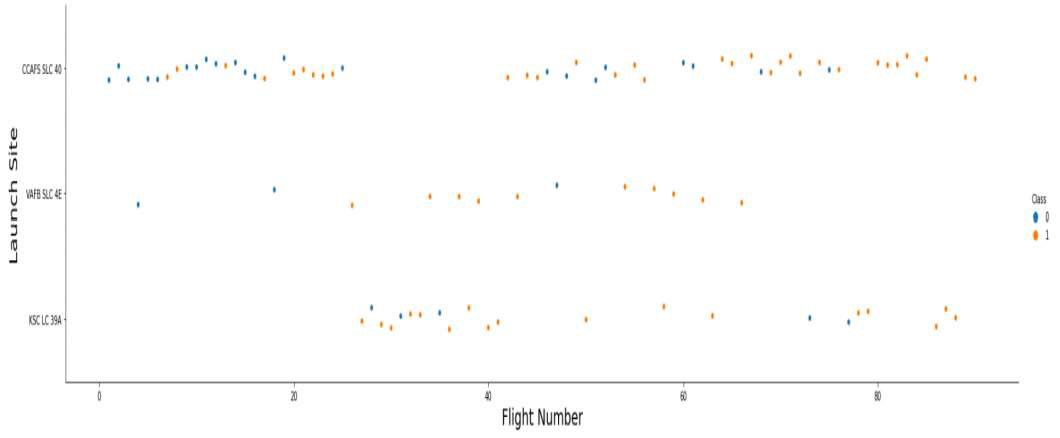 Launch Site
CCAFS SLC 40
VAFB SLC 4E
KSC LC 39A
0 20 40 60 80
Flight Number
Class
0
1